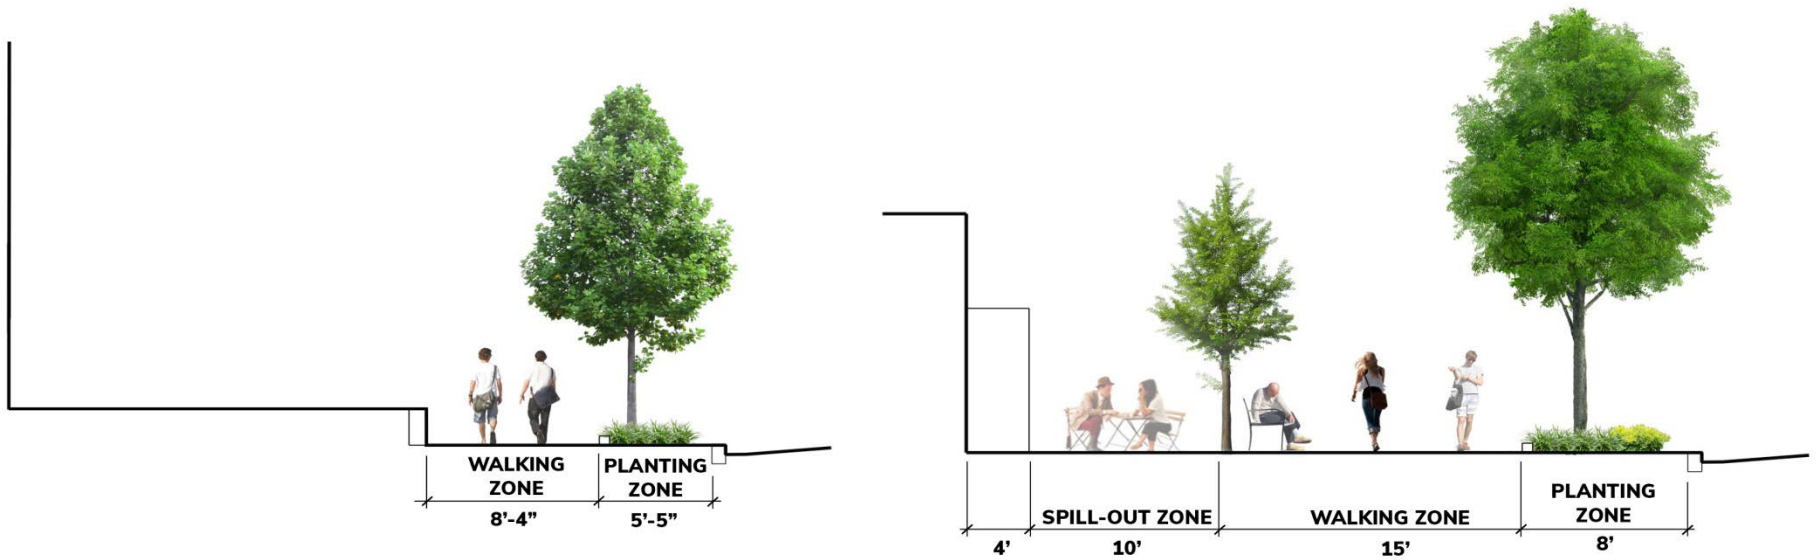 WALKING
ZONE
8'-4"
PLANTING
ZONE
5'-5"
4'
SPILL-OUT ZONE
10'
WALKING ZONE
15'
PLANTING
ZONE
8'